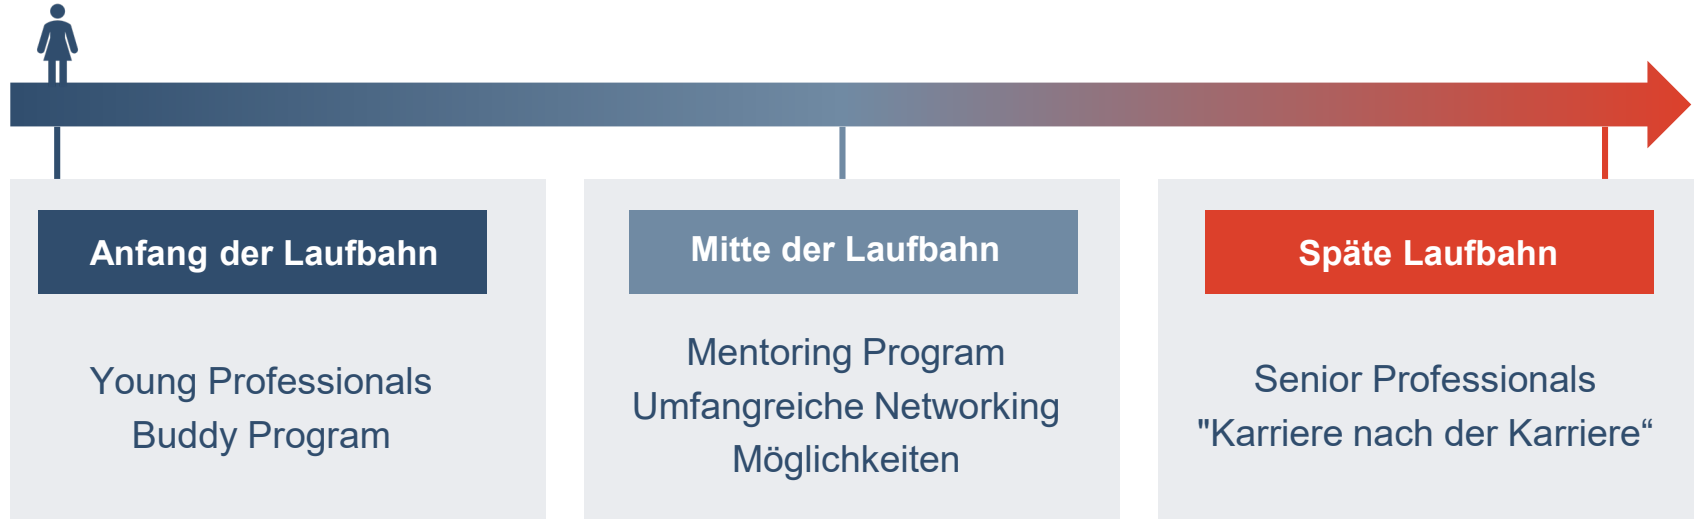 Anfang der Laufbahn
Young Professionals
Buddy Program
Mitte der Laufbahn
Mentoring Program
Umfangreiche Networking
Möglichkeiten
Späte Laufbahn
Senior Professionals
"Karriere nach der Karriere“